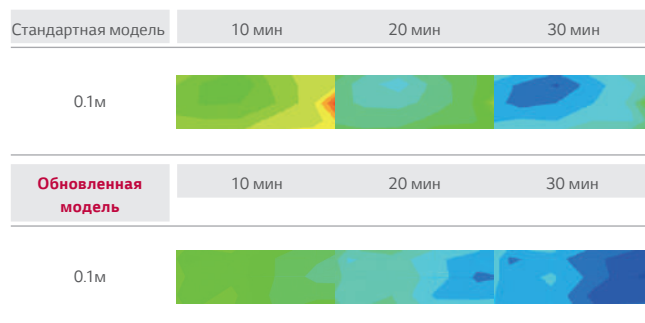 Стандартная модель 10 мин 20 мин 30 мин
0.1м
Обновленная 10 мин 20 мин 30 мин
модель
0.1м